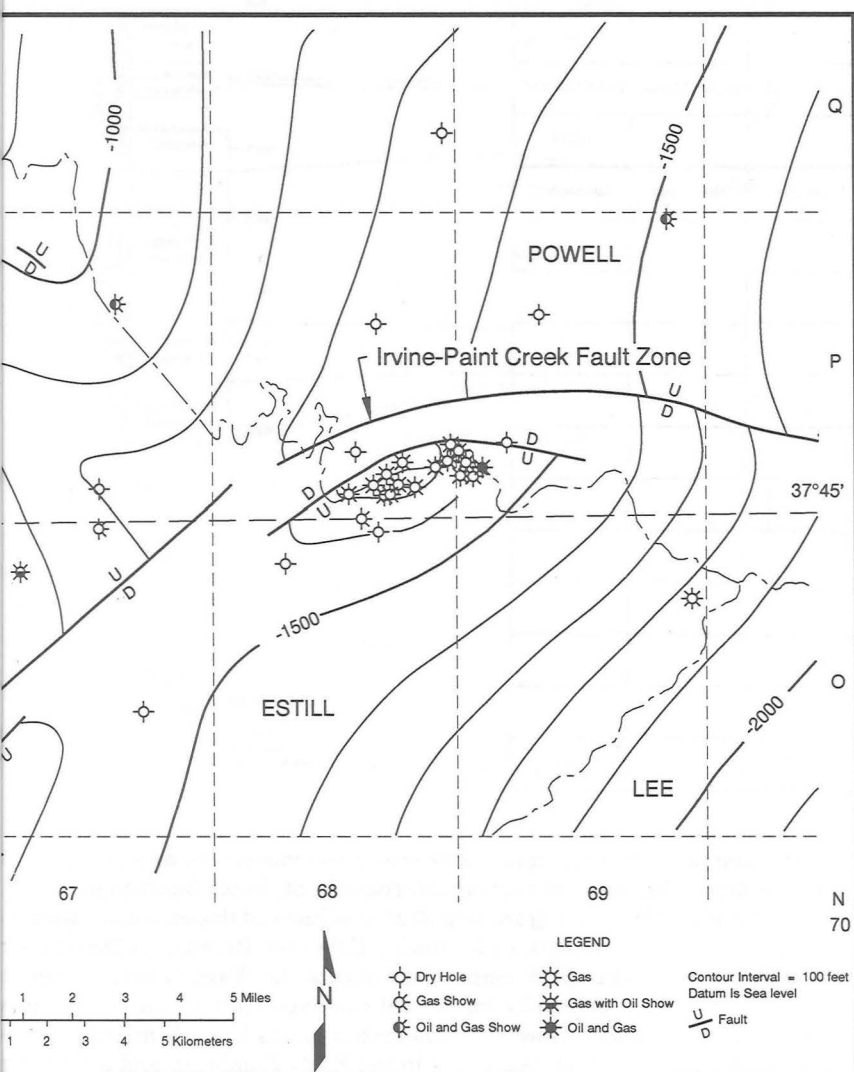 -1000
-1500
Q
U
D
POWELL
Irvine-Paint Creek Fault Zone
P
U
D
D
U
D
U
37°45'
U
D
-1500
ESTILL
O
-2000
U
LEE
67
68
69
N
70
LEGEND
Dry Hole
Gas
Contour Interval = 100 feet
Gas Show
Gas with Oil Show
Datum Is Sea level
Oil and Gas Show
Oil and Gas
U
D
Fault
1 2 3 4 5 Miles
1 2 3 4 5 Kilometers
N